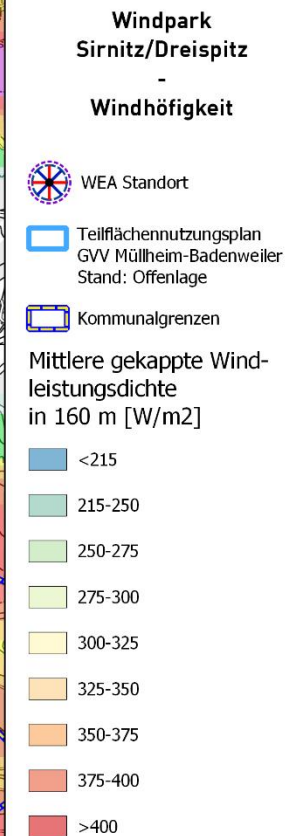 Windpark
Sirnitz/Dreispitz
-
Windhöfigkeit
WEA Standort
Teilflächennutzungsplan
GVV Müllheim-Badenweiler
Stand: Offenlage
Kommunalgrenzen
Mittlere gekappte Wind-
leistungsdichte
in 160 m [W/m2]
<215
215-250
250-275
275-300
300-325
325-350
350-375
375-400
>400